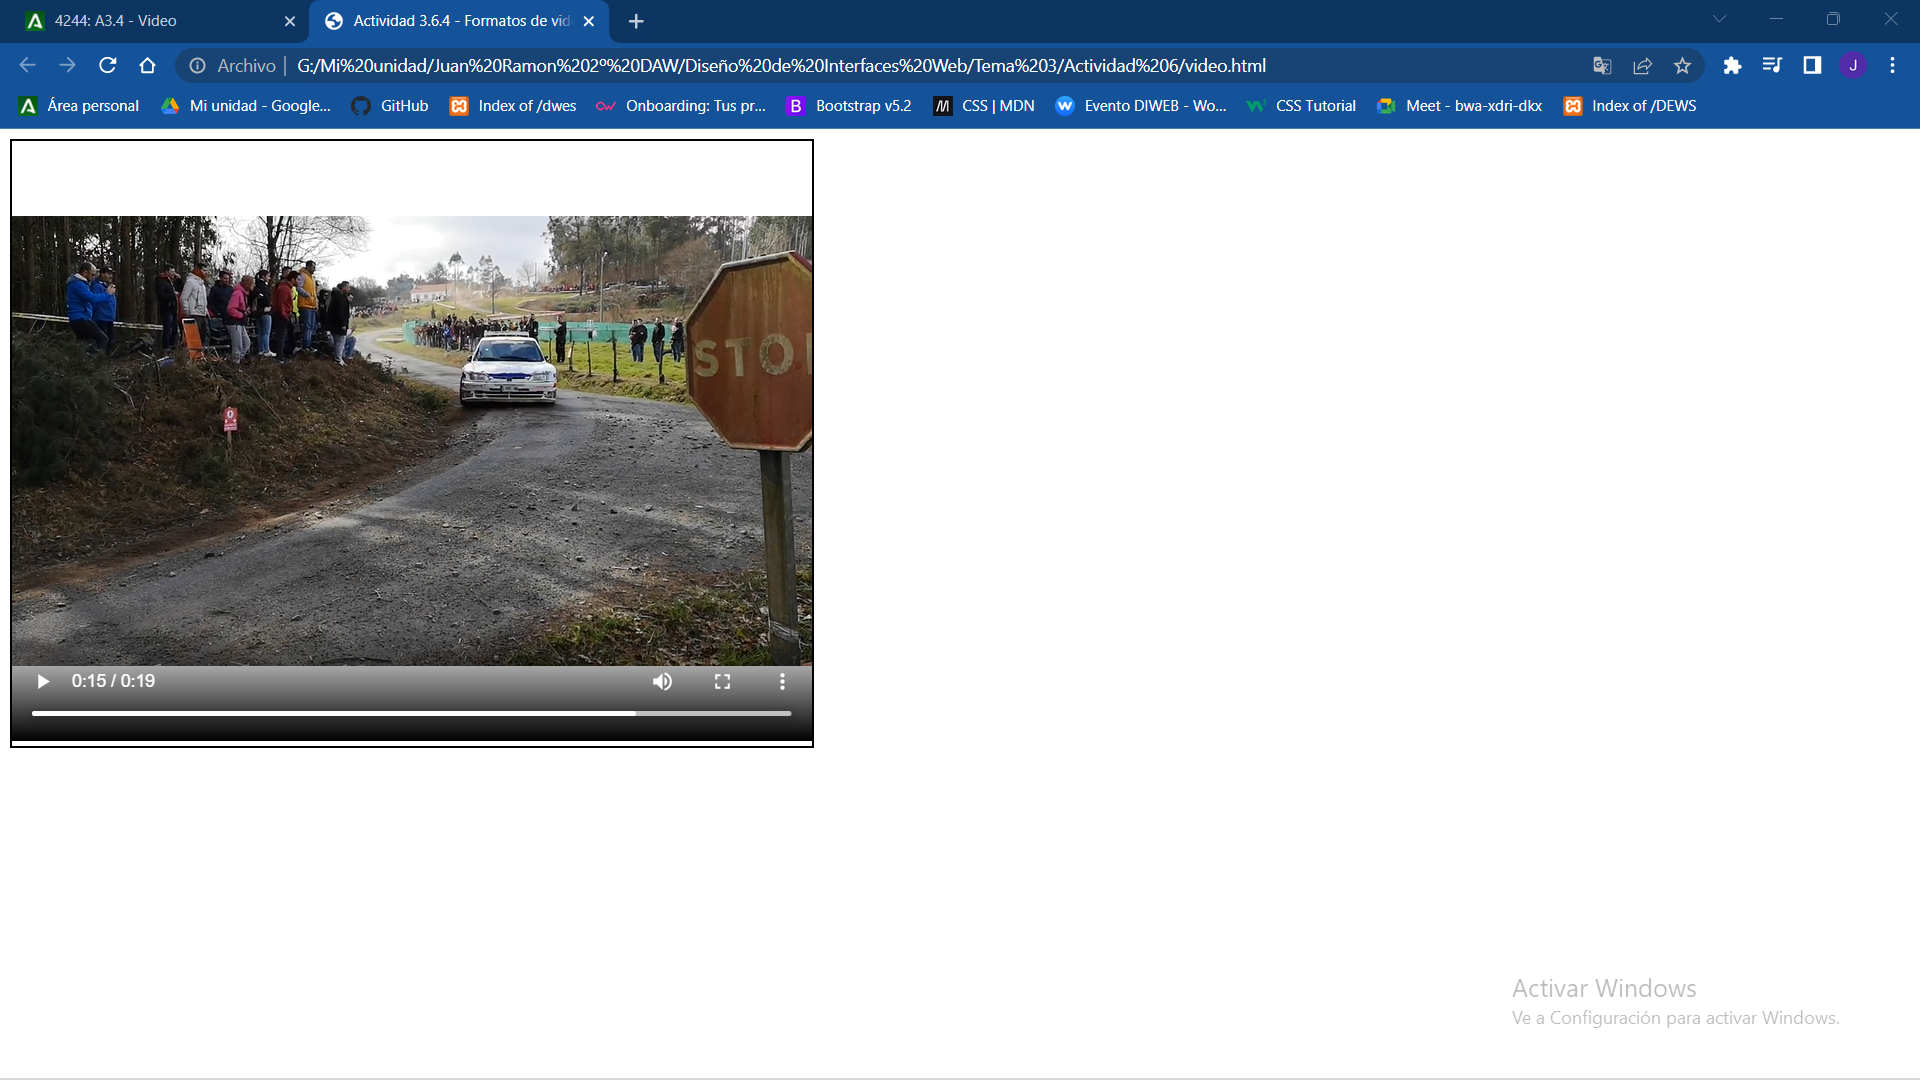 4244: A3.4 - Video
Actividad 3.6.4 - Formatos de vid
Archivo
G:/Mi%20unidad/Juan%20Ramon%202º%20DAW/Diseño%20de%20Interfaces%20Web/Tema%203/Actividad%206/video.html
J
Área personal
Mi unidad - Google...
GitHub
Index of /dwes
Onboarding: Tus pr...
B
Bootstrap v5.2
CSS | MDN
Evento DIWEB - Wo...
CSS Tutorial
Meet - bwa-xdri-dkx
Index of /DEWS
STO
0:15 / 0:19
Activar Windows
Ve a Configuración para activar Windows.